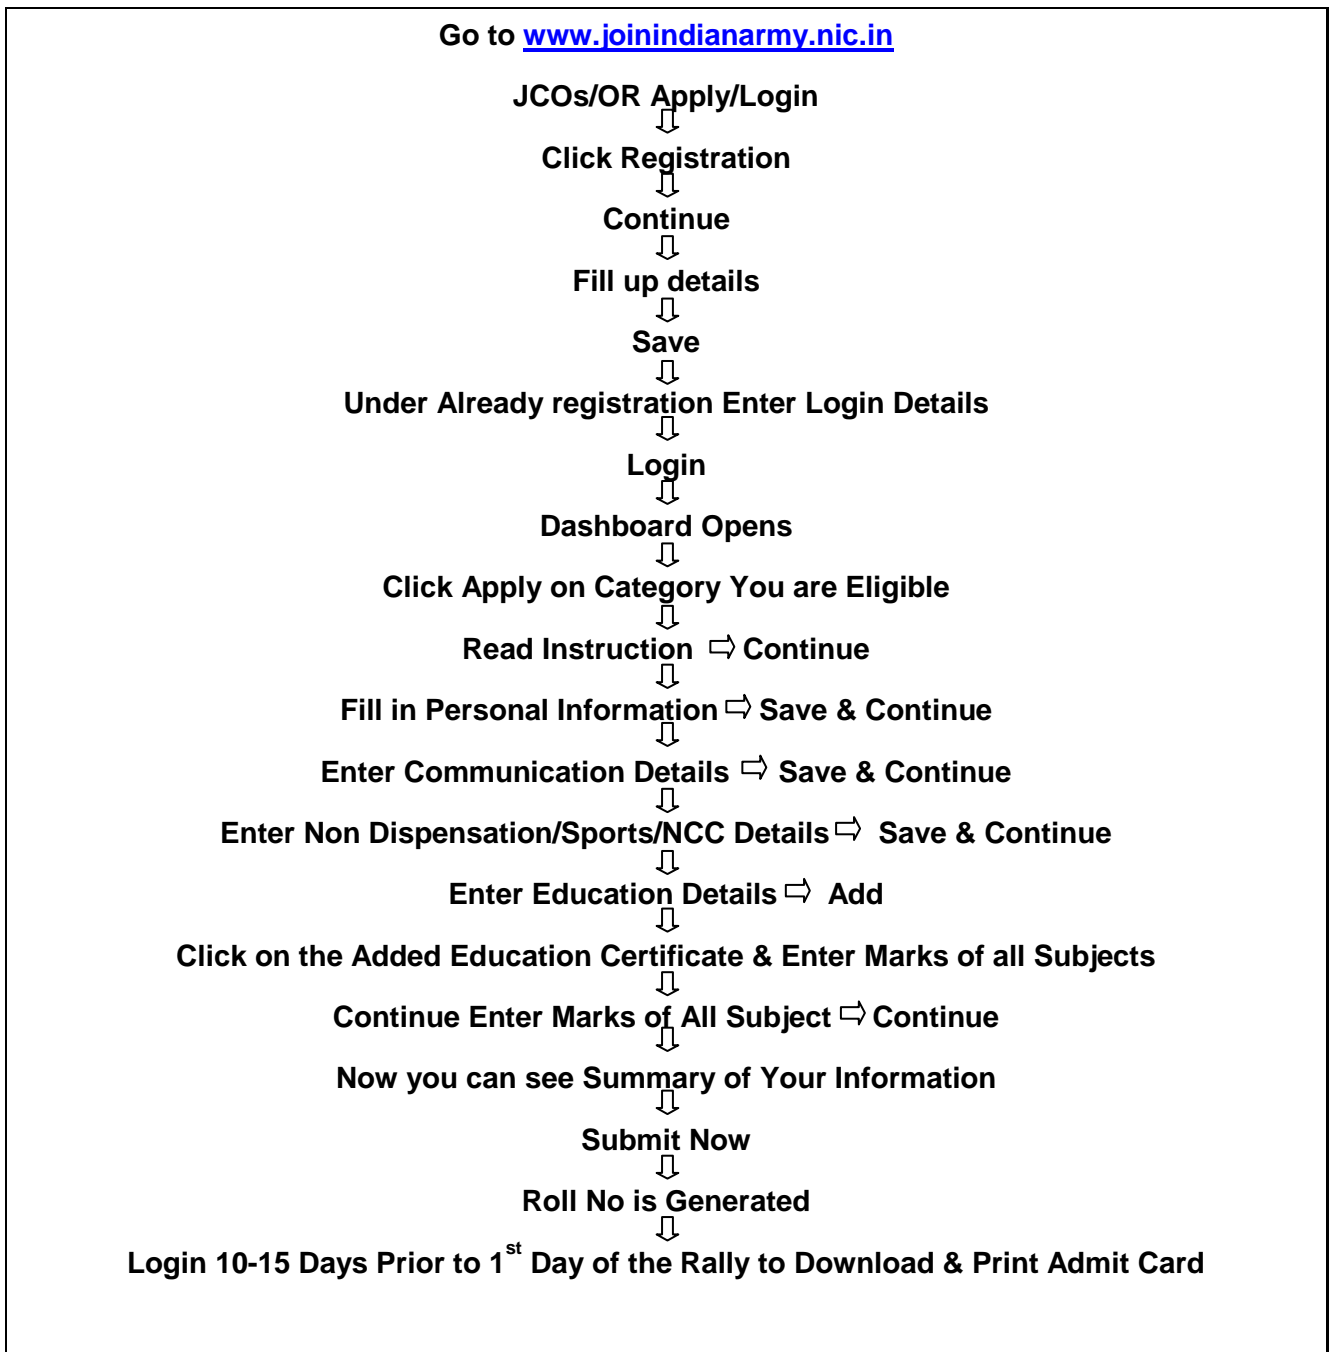 Go to www.joinindianarmy.nic.in
JCOs/OR Apply/Login
⇩
Click Registration
⇩
Continue
⇩
Fill up details
⇩
Save
⇩
Under Already registration Enter Login Details
⇩
Login
⇩
Dashboard Opens
⇩
Click Apply on Category You are Eligible
⇩
Read Instruction ⇨ Continue
⇩
Fill in Personal Information ⇨ Save & Continue
⇩
Enter Communication Details ⇨ Save & Continue
⇩
Enter Non Dispensation/Sports/NCC Details ⇨ Save & Continue
⇩
Enter Education Details ⇨ Add
⇩
Click on the Added Education Certificate & Enter Marks of all Subjects
⇩
Continue Enter Marks of All Subject ⇨ Continue
⇩
Now you can see Summary of Your Information
⇩
Submit Now
⇩
Roll No is Generated
⇩
Login 10-15 Days Prior to 1st Day of the Rally to Download & Print Admit Card